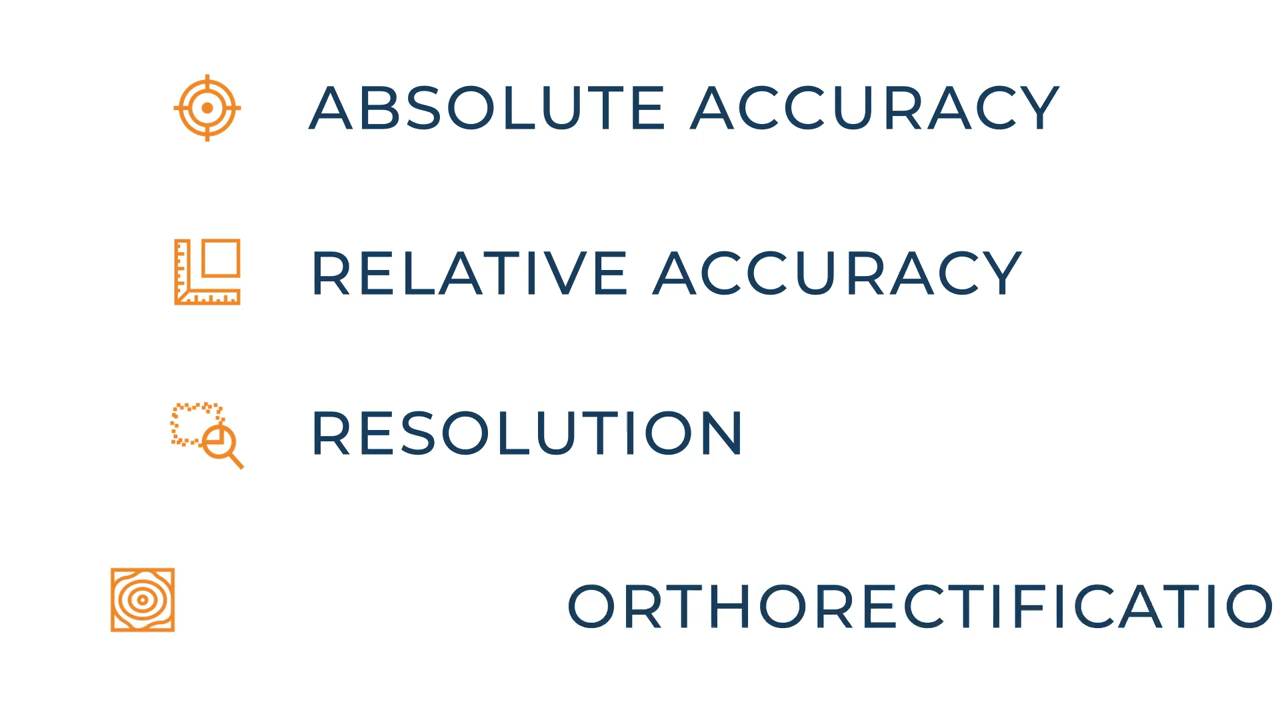 ABSOLUTE ACCURACY
RELATIVE ACCURACY
RESOLUTION
ORTHORECTIFICATIO